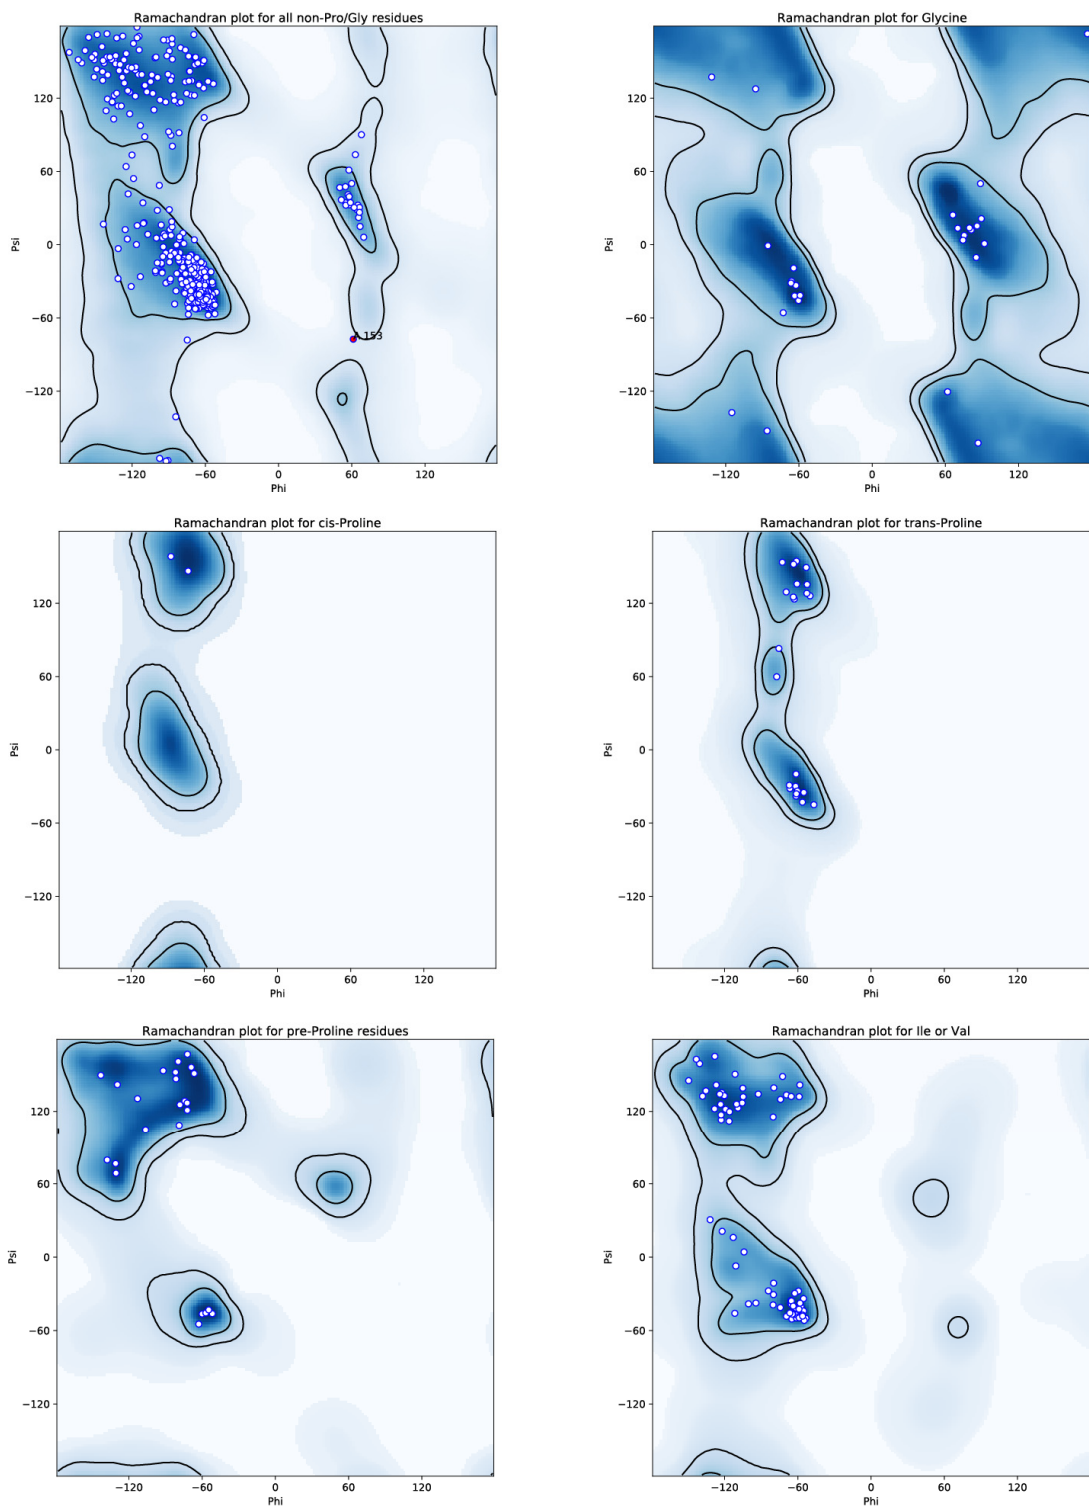 Ramachandran plot for all non-Pro/Gly residues
120
60
0
−60
−120
Psi
−120 −60 0 60 120
Phi
A 153
Ramachandran plot for Glycine
120
60
0
−60
−120
Psi
−120 −60 0 60 120
Phi
Ramachandran plot for cis-Proline
120
60
0
−60
−120
Psi
−120 −60 0 60 120
Phi
Ramachandran plot for trans-Proline
120
60
0
−60
−120
Psi
−120 −60 0 60 120
Phi
Ramachandran plot for pre-Proline residues
120
60
0
−60
−120
Psi
−120 −60 0 60 120
Phi
Ramachandran plot for Ile or Val
120
60
0
−60
−120
Psi
−120 −60 0 60 120
Phi